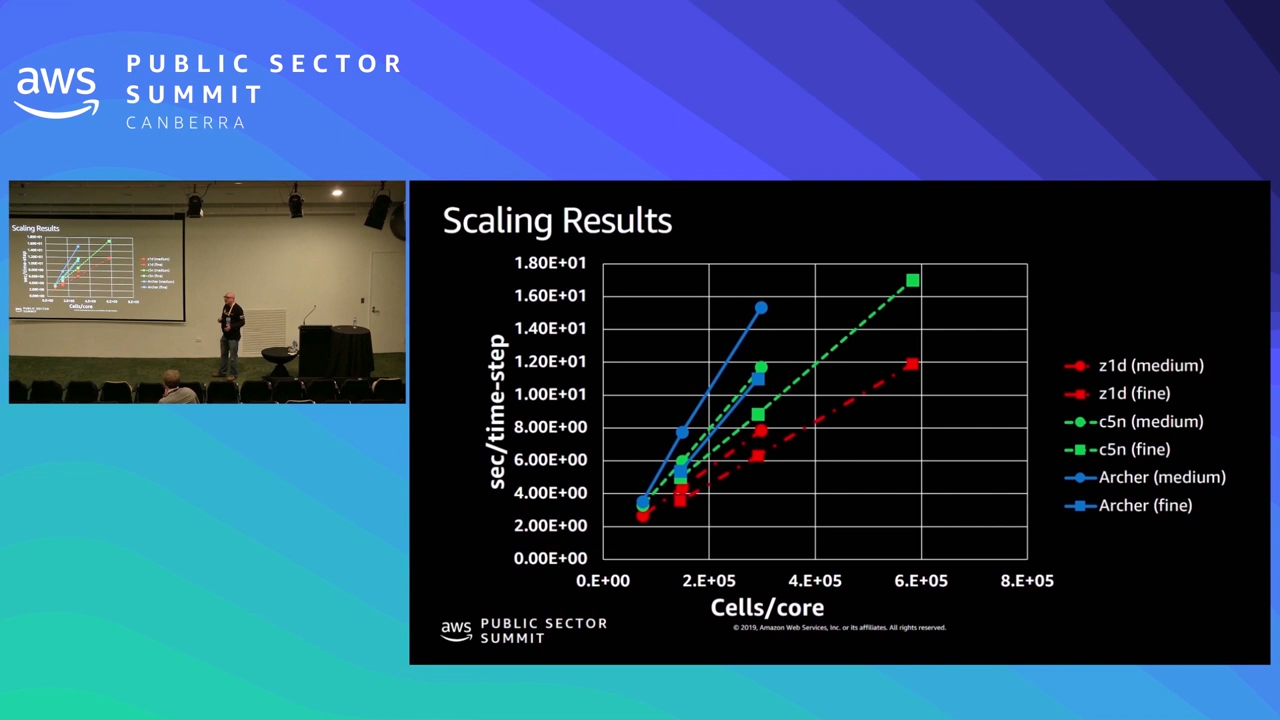 aws
PUBLIC SECTOR
SUMMIT
CANBERRA
Scaling Results
Scaling Results
sec/time-step
1.80E+01
1.60E+01
1.40E+01
1.20E+01
1.00E+01
8.00E+00
6.00E+00
4.00E+00
2.00E+00
0.00E+00
0.E+00 2.E+05 4.E+05 6.E+05 8.E+05
Cells/core
z1d (medium)
z1d (fine)
c5n (medium)
c5n (fine)
Archer (medium)
Archer (fine)
aws
PUBLIC SECTOR
SUMMIT
© 2019, Amazon Web Services, Inc. or its affiliates. All rights reserved.